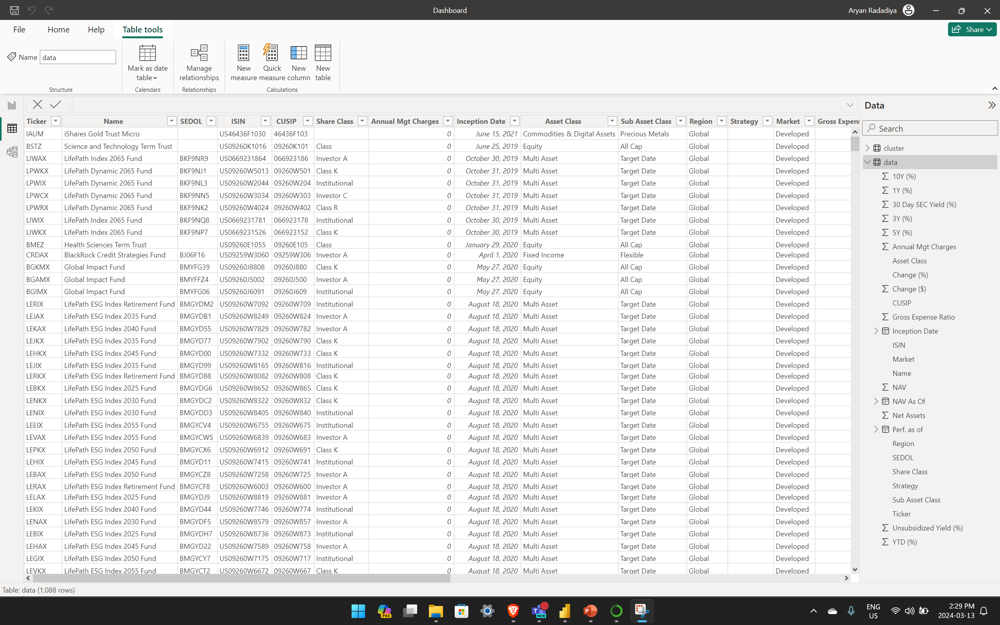 Dashboard
Aryan Radadiya
File Home Help Table tools
Share
Name data
Mark as date table
Manage relationships
New measure
Quick measure
New column
New table
Structure Calendars Relationships Calculations
Ticker Name SEDOL ISIN CUSIP Share Class Annual Mgt Charges Inception Date Asset Class Sub Asset Class Region Strategy Market Gross Expens
IAUM iShares Gold Trust Micro US46436F1030 46436F103 0 June 15, 2021 Commodities & Digital Assets Precious Metals Global Developed
BSTZ Science and Technology Term Trust US09260K1016 09260K101 Class 0 June 25, 2019 Equity All Cap Global Developed
LIWAX LifePath Index 2065 Fund BKF9NR9 US0669231864 066923186 Investor A 0 October 30, 2019 Multi Asset Target Date Global Developed
LPWKX LifePath Dynamic 2065 Fund BKF9NJ1 US09260W5013 09260W501 Class K 0 October 31, 2019 Multi Asset Target Date Global Developed
LPWIX LifePath Dynamic 2065 Fund BKF9NL3 US09260W2044 09260W204 Institutional 0 October 31, 2019 Multi Asset Target Date Global Developed
LPWCX LifePath Dynamic 2065 Fund BKF9NN5 US09260W3034 09260W303 Investor C 0 October 31, 2019 Multi Asset Target Date Global Developed
LPWRX LifePath Dynamic 2065 Fund BKF9NK2 US09260W4024 09260W402 Class R 0 October 31, 2019 Multi Asset Target Date Global Developed
LIWIX LifePath Index 2065 Fund BKF9NQ8 US0669231781 066923178 Institutional 0 October 30, 2019 Multi Asset Target Date Global Developed
LIWKX LifePath Index 2065 Fund BKF9NP7 US0669231526 066923152 Class K 0 October 30, 2019 Multi Asset Target Date Global Developed
BMEZ Health Sciences Term Trust US09260E1055 09260E105 Class 0 January 29, 2020 Equity All Cap Global Developed
CRDAX BlackRock Credit Strategies Fund BJ06F16 US09259W3060 09259W306 Investor A 0 April 1, 2020 Fixed Income Flexible Global Developed
BGKMX Global Impact Fund BMYFG39 US09260J8808 09260J880 Class K 0 May 27, 2020 Equity All Cap Global Developed
BGAMX Global Impact Fund BMYFFZ4 US09260J5002 09260J500 Investor A 0 May 27, 2020 Equity All Cap Global Developed
BGIMX Global Impact Fund BMYFG06 US09260J6091 09260J609 Institutional 0 May 27, 2020 Equity All Cap Global Developed
LERIX LifePath ESG Index Retirement Fund BMGYDM2 US09260W7092 09260W709 Institutional 0 August 18, 2020 Multi Asset Target Date Global Developed
LEJAX LifePath ESG Index 2035 Fund BMGYDB1 US09260W8249 09260W824 Investor A 0 August 18, 2020 Multi Asset Target Date Global Developed
LEKAX LifePath ESG Index 2040 Fund BMGYD55 US09260W7829 09260W782 Investor A 0 August 18, 2020 Multi Asset Target Date Global Developed
LEJKX LifePath ESG Index 2035 Fund BMGYD77 US09260W7902 09260W790 Class K 0 August 18, 2020 Multi Asset Target Date Global Developed
LEHKX LifePath ESG Index 2045 Fund BMGYD00 US09260W7332 09260W733 Class K 0 August 18, 2020 Multi Asset Target Date Global Developed
LEJIX LifePath ESG Index 2035 Fund BMGYD99 US09260W8165 09260W816 Institutional 0 August 18, 2020 Multi Asset Target Date Global Developed
LERKX LifePath ESG Index Retirement Fund BMGYD88 US09260W8082 09260W808 Class K 0 August 18, 2020 Multi Asset Target Date Global Developed
LEBKX LifePath ESG Index 2025 Fund BMGYDG6 US09260W8652 09260W865 Class K 0 August 18, 2020 Multi Asset Target Date Global Developed
LENKX LifePath ESG Index 2030 Fund BMGYDC2 US09260W8322 09260W832 Class K 0 August 18, 2020 Multi Asset Target Date Global Developed
LENIX LifePath ESG Index 2030 Fund BMGYDD3 US09260W8405 09260W840 Institutional 0 August 18, 2020 Multi Asset Target Date Global Developed
LEEIX LifePath ESG Index 2055 Fund BMGYCV4 US09260W6755 09260W675 Institutional 0 August 18, 2020 Multi Asset Target Date Global Developed
LEVAX LifePath ESG Index 2055 Fund BMGYCW5 US09260W6839 09260W683 Investor A 0 August 18, 2020 Multi Asset Target Date Global Developed
LEPKX LifePath ESG Index 2050 Fund BMGYCX6 US09260W6912 09260W691 Class K 0 August 18, 2020 Multi Asset Target Date Global Developed
LEHIX LifePath ESG Index 2045 Fund BMGYD11 US09260W7415 09260W741 Institutional 0 August 18, 2020 Multi Asset Target Date Global Developed
LEBAX LifePath ESG Index 2050 Fund BMGYCZ8 US09260W7258 09260W725 Investor A 0 August 18, 2020 Multi Asset Target Date Global Developed
LERAX LifePath ESG Index Retirement Fund BMGYCF8 US09260W6003 09260W600 Investor A 0 August 18, 2020 Multi Asset Target Date Global Developed
LELAX LifePath ESG Index 2025 Fund BMGYDJ9 US09260W8819 09260W881 Investor A 0 August 18, 2020 Multi Asset Target Date Global Developed
LEKIX LifePath ESG Index 2040 Fund BMGYD44 US09260W7746 09260W774 Institutional 0 August 18, 2020 Multi Asset Target Date Global Developed
LENAX LifePath ESG Index 2030 Fund BMGYDF5 US09260W8579 09260W857 Investor A 0 August 18, 2020 Multi Asset Target Date Global Developed
LEBIX LifePath ESG Index 2025 Fund BMGYDH7 US09260W8736 09260W873 Institutional 0 August 18, 2020 Multi Asset Target Date Global Developed
LEHAX LifePath ESG Index 2045 Fund BMGYD22 US09260W7589 09260W758 Investor A 0 August 18, 2020 Multi Asset Target Date Global Developed
LEGIX LifePath ESG Index 2050 Fund BMGYCY7 US09260W7175 09260W717 Institutional 0 August 18, 2020 Multi Asset Target Date Global Developed
LEVKX LifePath ESG Index 2055 Fund BMGYCT2 US09260W6672 09260W667 Class K 0 August 18, 2020 Multi Asset Target Date Global Developed
Data
Search
cluster
data
10Y (%)
1Y (%)
30 Day SEC Yield (%)
3Y (%)
5Y (%)
Annual Mgt Charges
Asset Class
Change (%)
Change ($)
CUSIP
Gross Expense Ratio
Inception Date
ISIN
Market
Name
NAV
NAV As Of
Net Assets
Perf. as of
Region
SEDOL
Share Class
Strategy
Sub Asset Class
Ticker
Unsubsidized Yield (%)
YTD (%)
Table: data (1,088 rows)
PRE
T
NEW
P
ENG
US
2:29 PM
2024-03-13